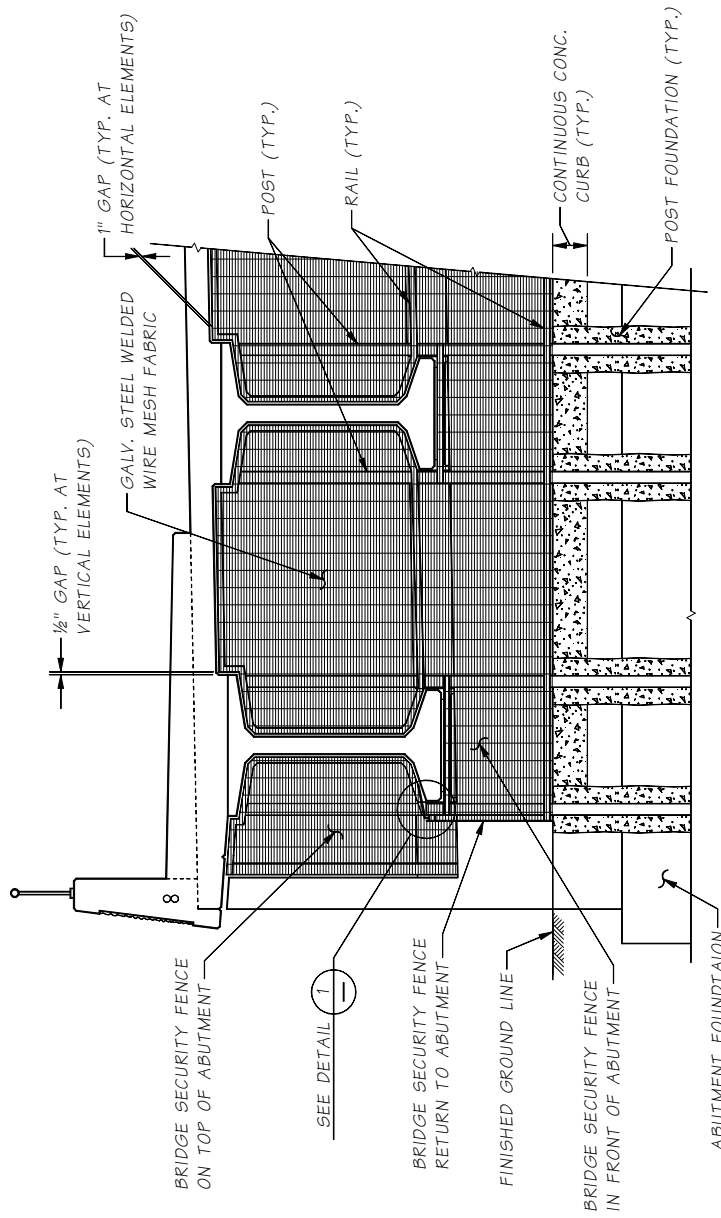 ½" GAP (TYP. AT
VERTICAL ELEMENTS)
GALV. STEEL WELDED
WIRE MESH FABRIC
1" GAP (TYP. AT
HORIZONTAL ELEMENTS)
POST (TYP.)
RAIL (TYP.)
CONTINUOUS CONC.
CURB (TYP.)
POST FOUNDATION (TYP.)
8
BRIDGE SECURITY FENCE
ON TOP OF ABUTMENT
SEE DETAIL 1
–
BRIDGE SECURITY FENCE
RETURN TO ABUTMENT
FINISHED GROUND LINE
BRIDGE SECURITY FENCE
IN FRONT OF ABUTMENT
ABUTMENT FOUNDTAION